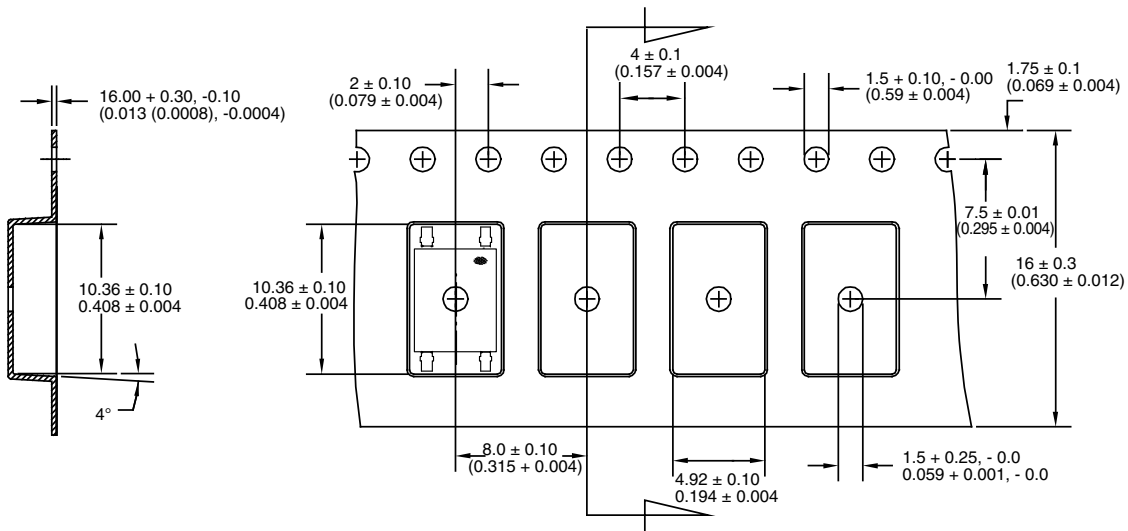 4 ± 0.1
(0.157 ± 0.004)
2 ± 0.10
(0.079 ± 0.004)
1.5 + 0.10, - 0.00
(0.59 ± 0.004)
1.75 ± 0.1
(0.069 ± 0.004)
16.00 + 0.30, -0.10
(0.013 (0.0008), -0.0004)
7.5 ± 0.01
(0.295 ± 0.004)
16 ± 0.3
(0.630 ± 0.012)
10.36 ± 0.10
0.408 ± 0.004
10.36 ± 0.10
0.408 ± 0.004
4°
8.0 ± 0.10
(0.315 + 0.004)
4.92 ± 0.10
0.194 ± 0.004
1.5 + 0.25, - 0.0
0.059 + 0.001, - 0.0